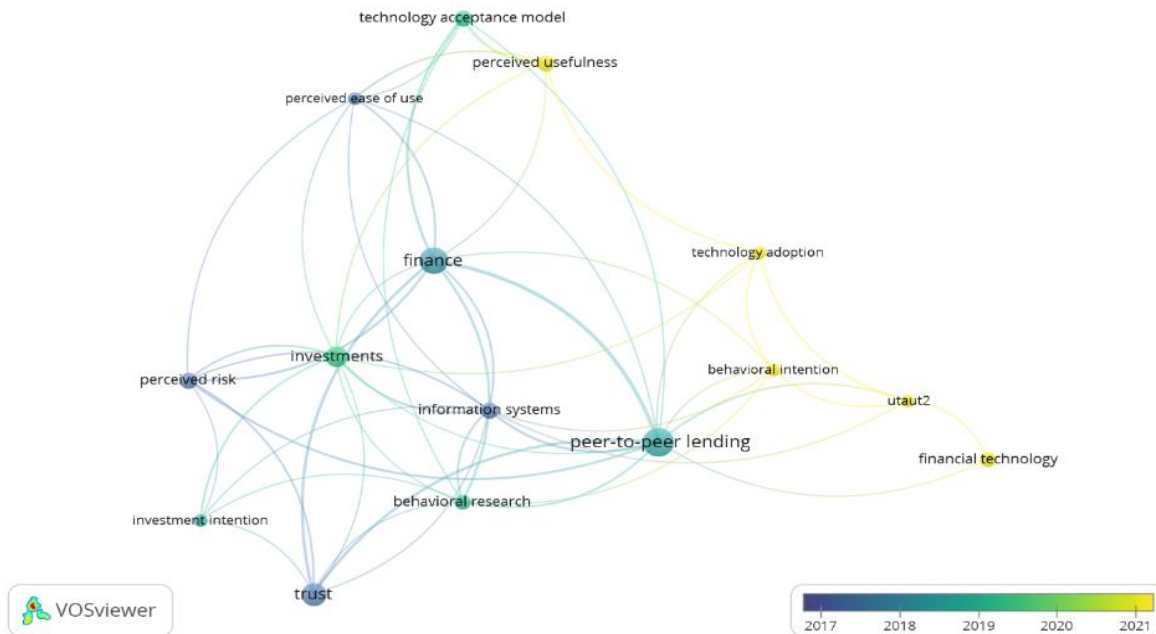 technology acceptance model
perceived usefulness
perceived ease of use
technology adoption
finance
investments
behavioral intention
perceived risk
utaut2
information systems
peer-to-peer lending
financial technology
behavioral research
investment intention
trust
VOSviewer
2017 2018 2019 2020 2021